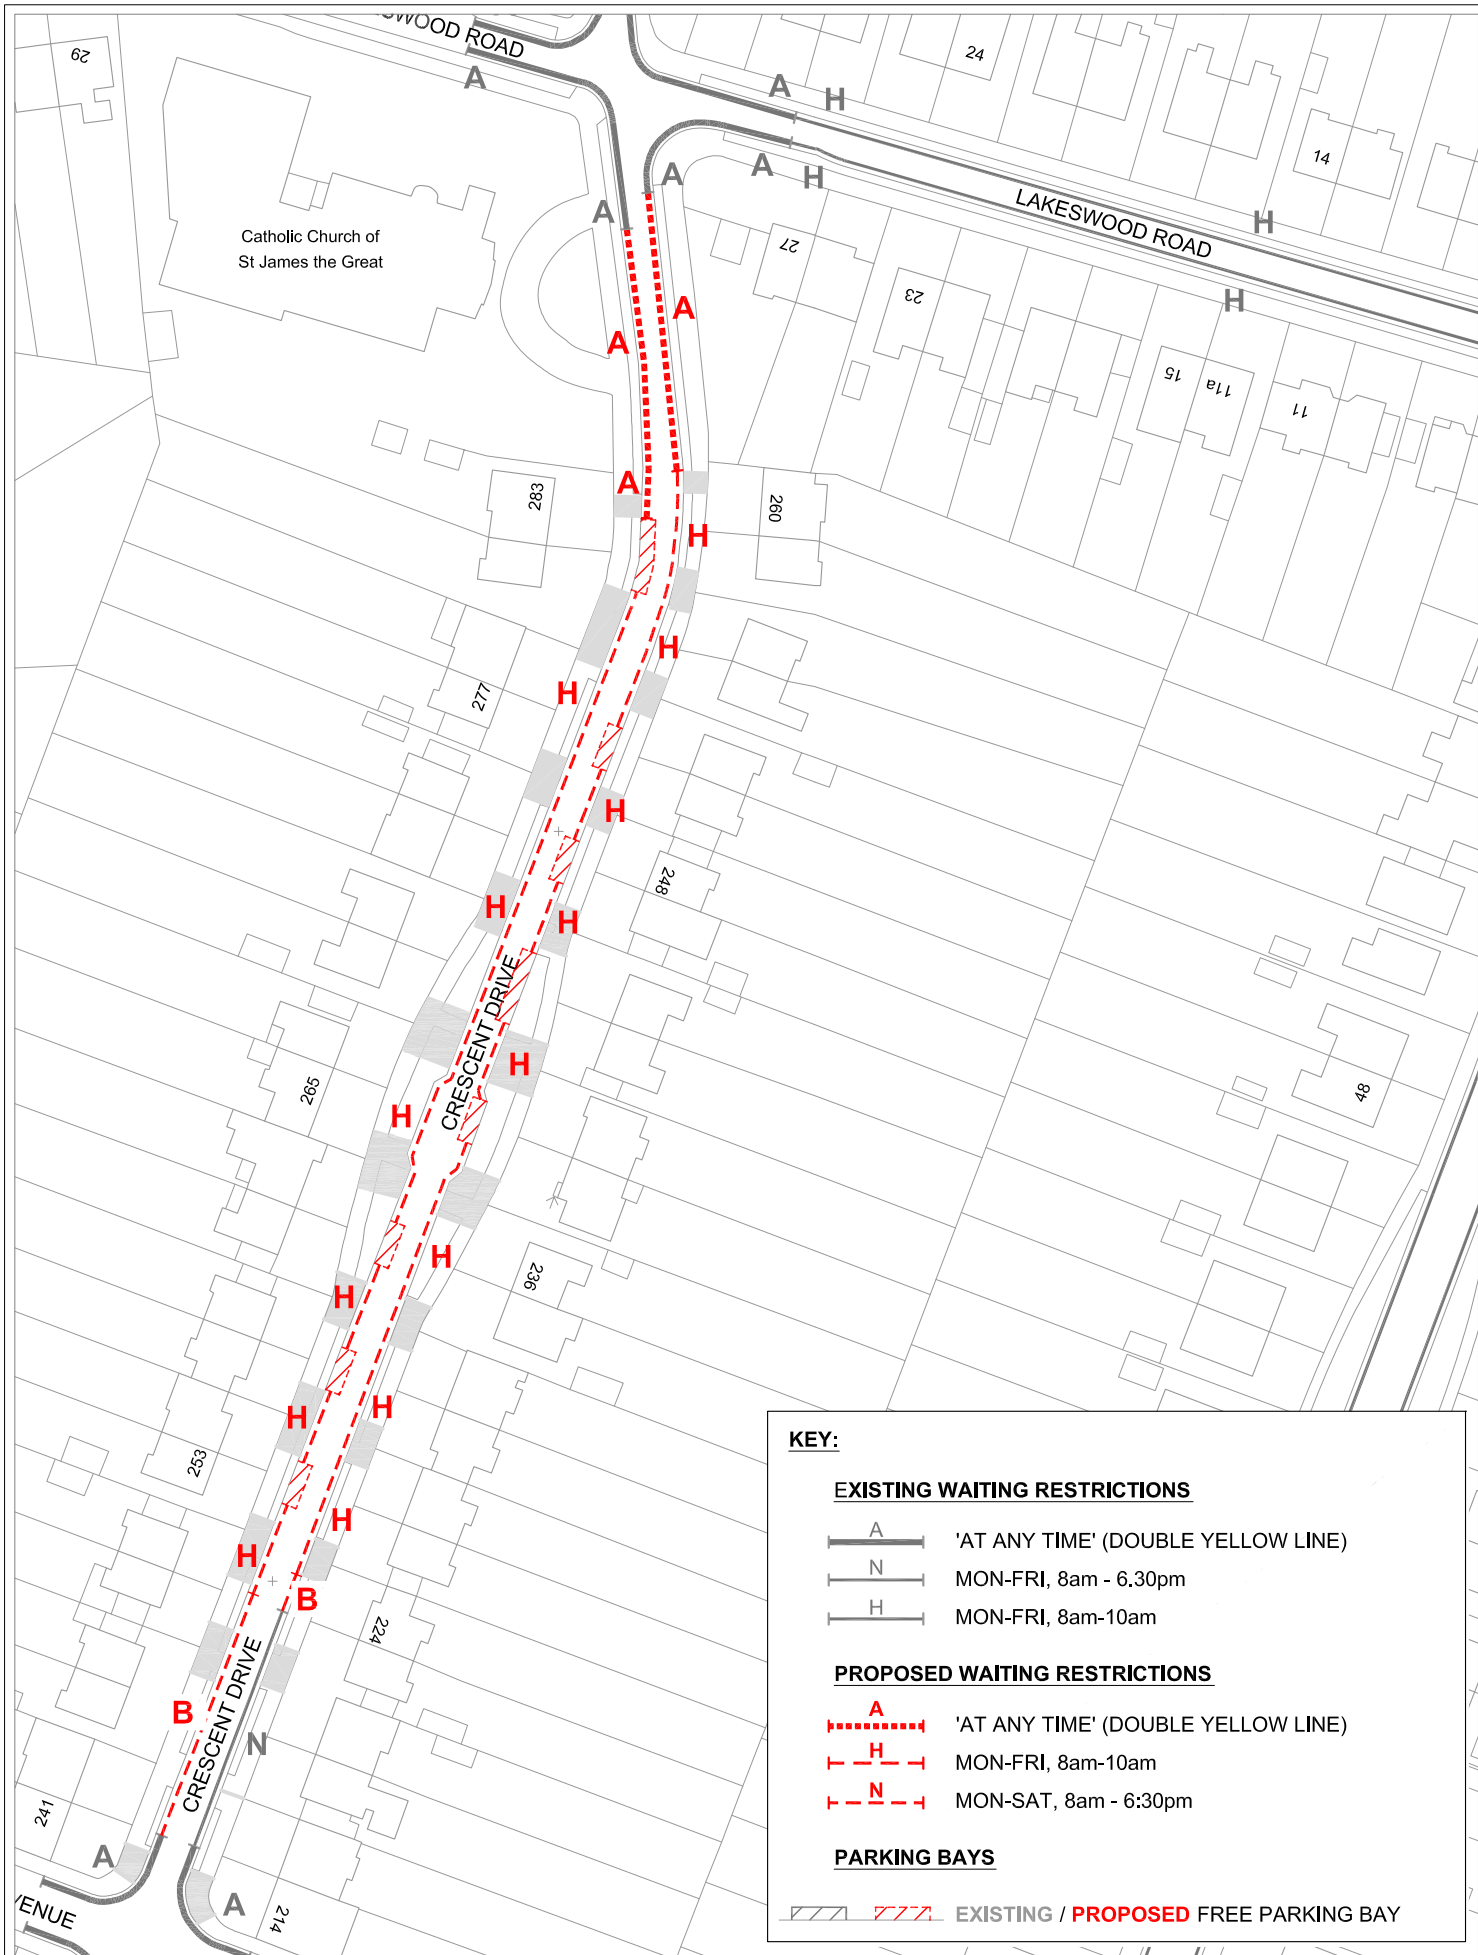 SWOOD ROAD
29
A
A
H
24
14
A
A
H
A
LAKESWOOD ROAD
H
H
Catholic Church of
St James the Great
27
23
15
11a
11
A
A
A
283
260
H
H
H
277
H
248
H
H
CRESCENT DRIVE
H
265
H
48
H
236
H
H
H
253
H
H
B
224
B
CRESCENT DRIVE
N
241
A
A
214
VENUE
KEY:
EXISTING WAITING RESTRICTIONS
A 'AT ANY TIME' (DOUBLE YELLOW LINE)
N MON-FRI, 8am - 6.30pm
H MON-FRI, 8am-10am
PROPOSED WAITING RESTRICTIONS
A 'AT ANY TIME' (DOUBLE YELLOW LINE)
H MON-FRI, 8am-10am
N MON-SAT, 8am - 6:30pm
PARKING BAYS
EXISTING / PROPOSED FREE PARKING BAY